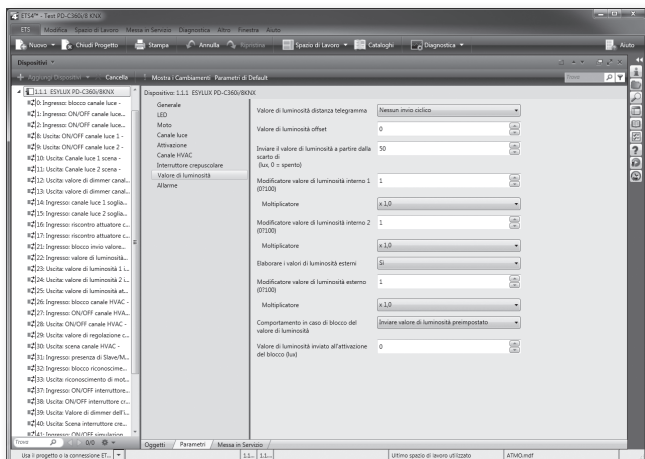 ETS4™ - Test PD-C360i/8 KNX
ETS Modifica Spazio di Lavoro Messa in Servizio Diagnostica Altro Finestra Aiuto
Nuovo Chiudi Progetto Stampa Annulla Ripristina Spazio di Lavoro Cataloghi Diagnostica Aiuto
Dispositivi
Aggiungi Dispositivi Cancella Mostra i Cambiamenti Parametri di Default Trova
1.1.1 ESYLUX PD-C360i/8KNX
0: Ingresso: blocco canale luce -
1: Ingresso: ON/OFF canale luce...
2: Ingresso: ON/OFF canale luce...
8: Uscita: ON/OFF canale luce 1 -
9: Uscita: ON/OFF canale luce 2 -
10: Uscita: Canale luce 1 scena -
11: Uscita: Canale luce 2 scena -
12: Uscita: valore di dimmer canal...
13: Uscita: valore di dimmer canal...
14: Ingresso: canale luce 1 soglia...
15: Ingresso: canale luce 2 soglia...
16: Ingresso: riscontro attuatore c...
17: Ingresso: riscontro attuatore c...
21: Ingresso: blocco invio valore...
22: Ingresso: valore di luminosità...
23: Uscita: valore di luminosità 1 i...
24: Uscita: valore di luminosità 2 i...
25: Uscita: valore di luminosità at...
26: Ingresso: blocco canale HVAC -
27: Ingresso: ON/OFF canale HVA...
28: Uscita: ON/OFF canale HVAC -
29: Uscita: valore di regolazione c...
30: Uscita: scena canale HVAC -
31: Ingresso: presenza di Slave/M...
32: Ingresso: blocco riconoscime...
33: Uscita: riconoscimento di mot...
37: Ingresso: ON/OFF interruttore...
38: Uscita: ON/OFF interruttore cr...
39: Uscita: Valore di dimmer dell'i...
40: Uscita: Scena interruttore cre...
41: Ingresso: ON/OFF simulazion...
Trova 0/0
Dispositivo: 1.1.1 ESYLUX PD-C360i/8KNX
Generale
LED
Moto
Canale luce
Attivazione
Canale HVAC
Interruttore crepuscolare
Valore di luminosità
Allarme
Valore di luminosità distanza telegramma Nessun invio ciclico
Valore di luminosità offset 0
Inviare il valore di luminosità a partire dalla 50
scarto di
(lux, 0 = spento)
Modificatore valore di luminosità interno 1 1
(0?100)
Moltiplicatore x 1,0
Modificatore valore di luminosità interno 2 1
(0?100)
Moltiplicatore x 1,0
Elaborare i valori di luminosità esterni Sì
Modificatore valore di luminosità esterno 1
(0?100)
Moltiplicatore x 1,0
Comportamento in caso di blocco del Inviare valore di luminosità preimpostato
valore di luminosità
Valore di luminosità inviato all'attivazione 0
del blocco (lux)
Oggetti Parametri Messa in Servizio
Usa il progetto o la connessione ET... 1.1... 1.1... Ultimo spazio di lavoro utilizzato ATMO.mdf